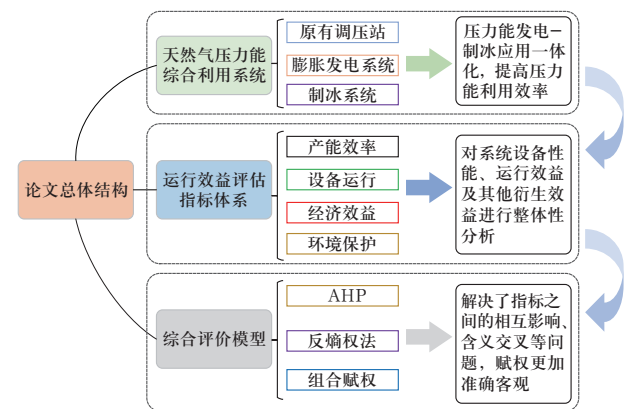 论文总体结构
天然气压力能
综合利用系统
原有调压站
膨胀发电系统
制冰系统
压力能发电－
制冰应用一体
化，提高压力
能利用效率
运行效益评估
指标体系
产能效率
设备运行
经济效益
环境保护
对系统设备性
能、运行效益
及其他衍生效
益进行整体性
分析
综合评价模型
AHP
反熵权法
组合赋权
解决了指标之
间的相互影响、
含义交叉等问
题，赋权更加
准确客观